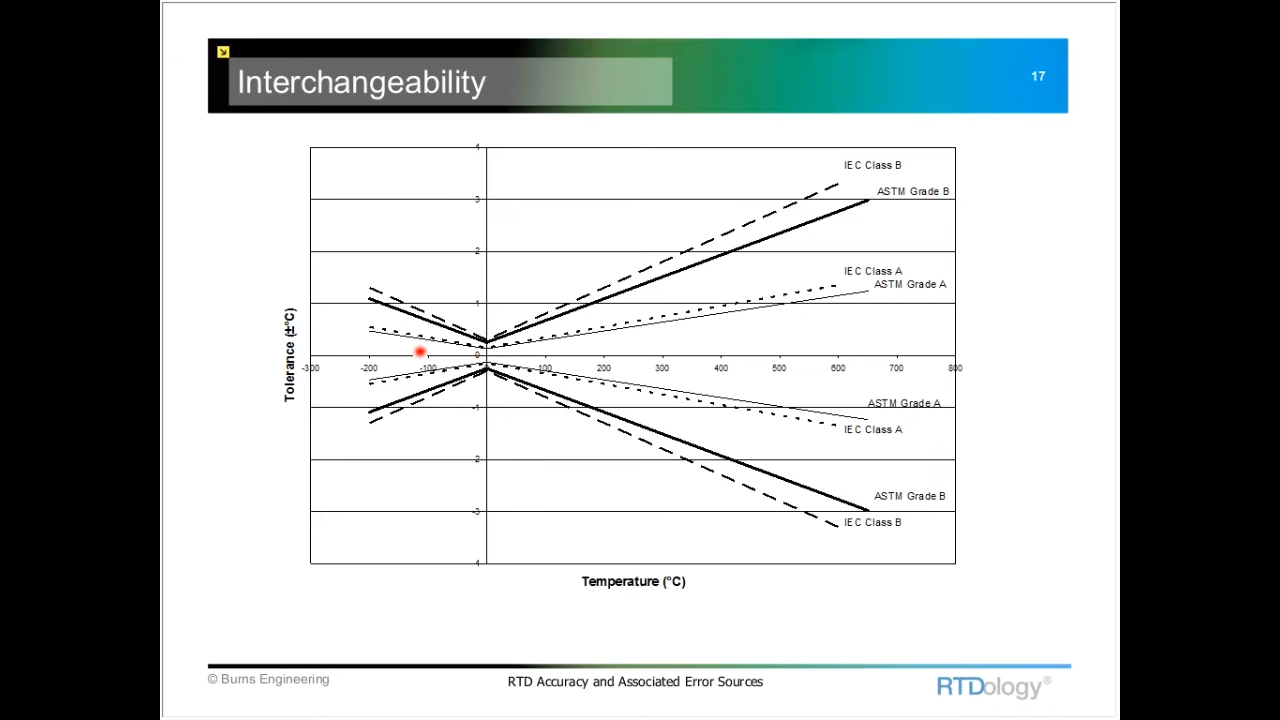 Interchangeability
17
4
IEC Class B
ASTM Grade B
3
2
IEC Class A
ASTM Grade A
1
Tolerance (±°C)
0
-300 -200 -100 100 200 300 400 500 600 700 800
ASTM Grade A
-1
IEC Class A
-2
ASTM Grade B
-3
IEC Class B
-4
Temperature (°C)
© Burns Engineering
RTD Accuracy and Associated Error Sources
RTDology®